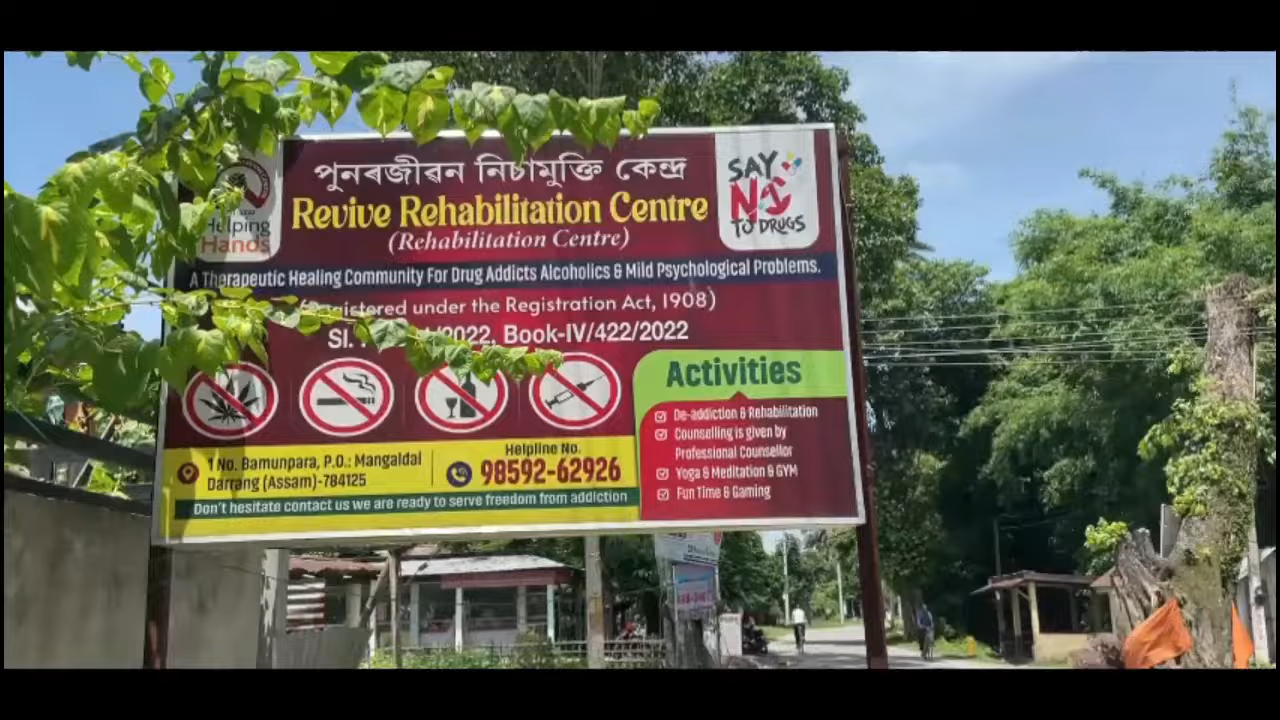 পুনৰজীৱন নিচামুক্তি কেন্দ্ৰ
Revive Rehabilitation Centre
(Rehabilitation Centre)
Helping
Hands
SAY
NO
TO DRUGS
A Therapeutic Healing Community For Drug Addicts Alcoholics & Mild Psychological Problems.
(Registered under the Registration Act, 1908)
Sl. /2022, Book-IV/422/2022
Activities
De-addiction & Rehabilitation
Counselling is given by
Professional Counsellor
Yoga & Meditation & GYM
Fun Time & Gaming
1 No. Bamunpara, P.O.: Mangaldai
Darrang (Assam)-784125
Helpline No.
98592-62926
Don't hesitate contact us we are ready to serve freedom from addiction